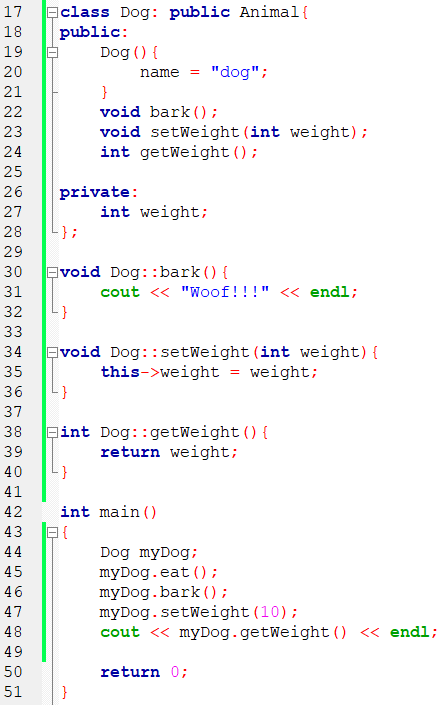 17 class Dog: public Animal{
18 public:
19     Dog(){
20         name = "dog";
21     }
22     void bark();
23     void setWeight(int weight);
24     int getWeight();
25
26 private:
27     int weight;
28 };
29
30 void Dog::bark(){
31     cout << "Woof!!!" << endl;
32 }
33
34 void Dog::setWeight(int weight){
35     this->weight = weight;
36 }
37
38 int Dog::getWeight(){
39     return weight;
40 }
41
42 int main()
43 {
44     Dog myDog;
45     myDog.eat();
46     myDog.bark();
47     myDog.setWeight(10);
48     cout << myDog.getWeight() << endl;
49
50     return 0;
51 }